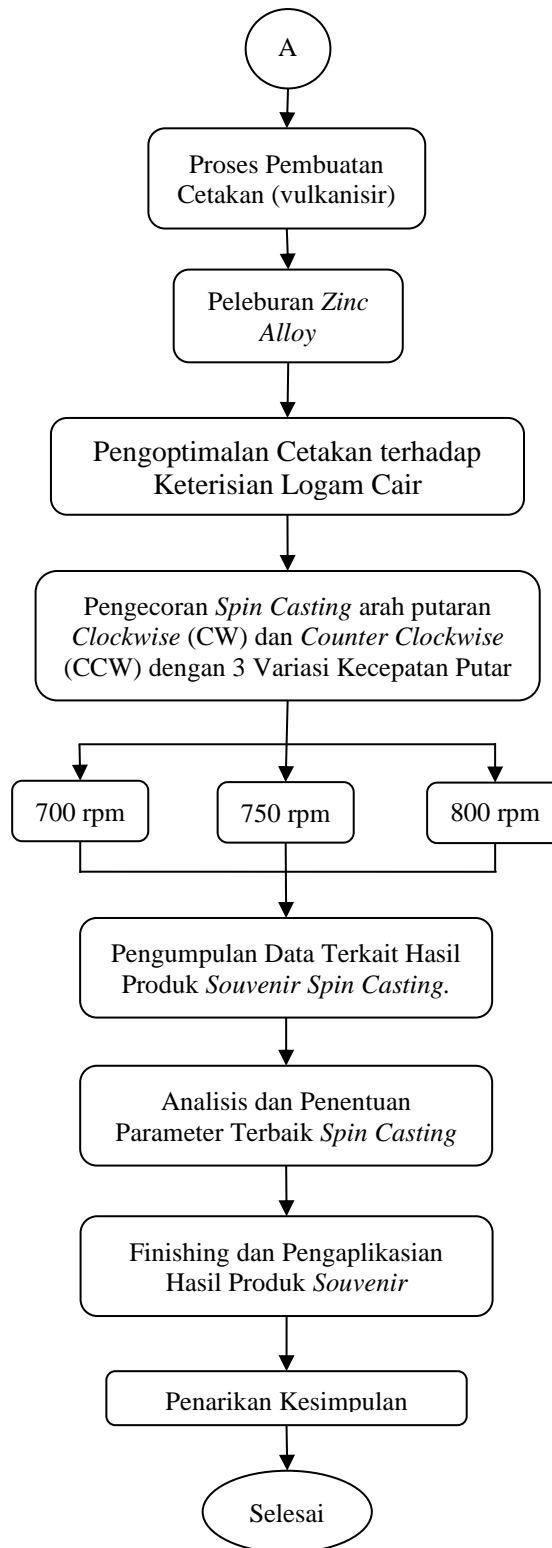 A
Proses Pembuatan
Cetakan (vulkanisir)
Peleburan Zinc
Alloy
Pengoptimalan Cetakan terhadap
Keterisian Logam Cair
Pengecoran Spin Casting arah putaran
Clockwise (CW) dan Counter Clockwise
(CCW) dengan 3 Variasi Kecepatan Putar
700 rpm
750 rpm
800 rpm
Pengumpulan Data Terkait Hasil
Produk Souvenir Spin Casting.
Analisis dan Penentuan
Parameter Terbaik Spin Casting
Finishing dan Pengaplikasian
Hasil Produk Souvenir
Penarikan Kesimpulan
Selesai